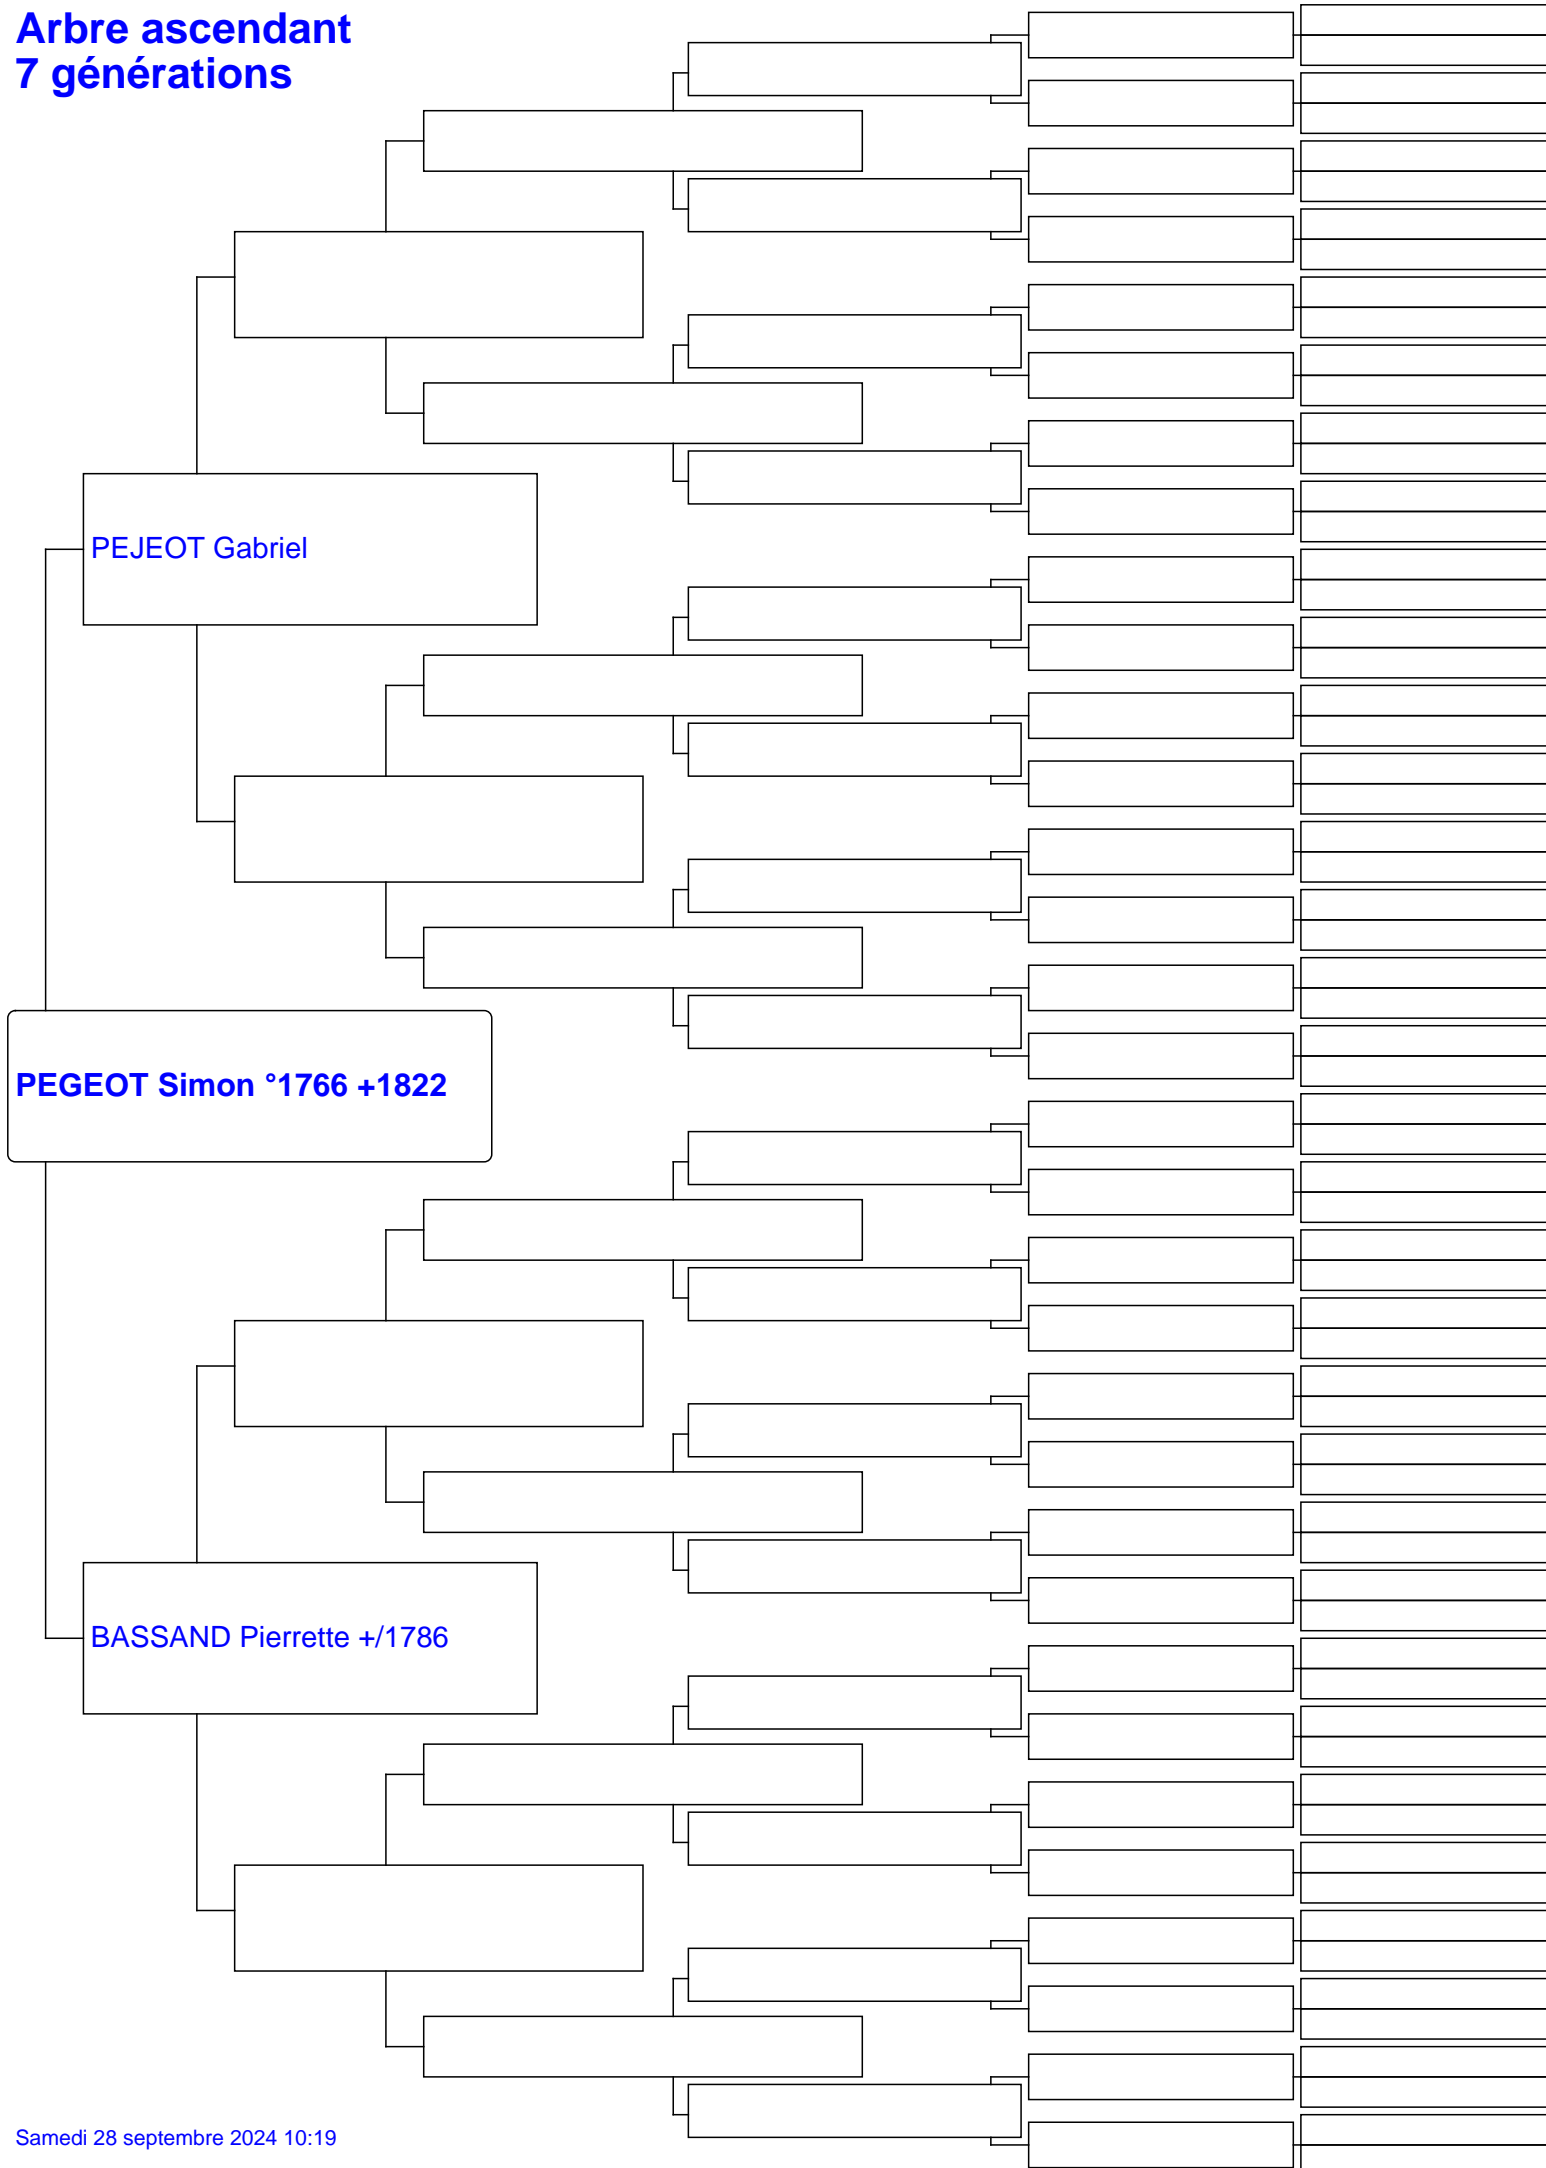 Arbre ascendant
7 générations
PEJEOT Gabriel
PEGEOT Simon °1766 +1822
BASSAND Pierrette +/1786
Samedi 28 septembre 2024 10:19